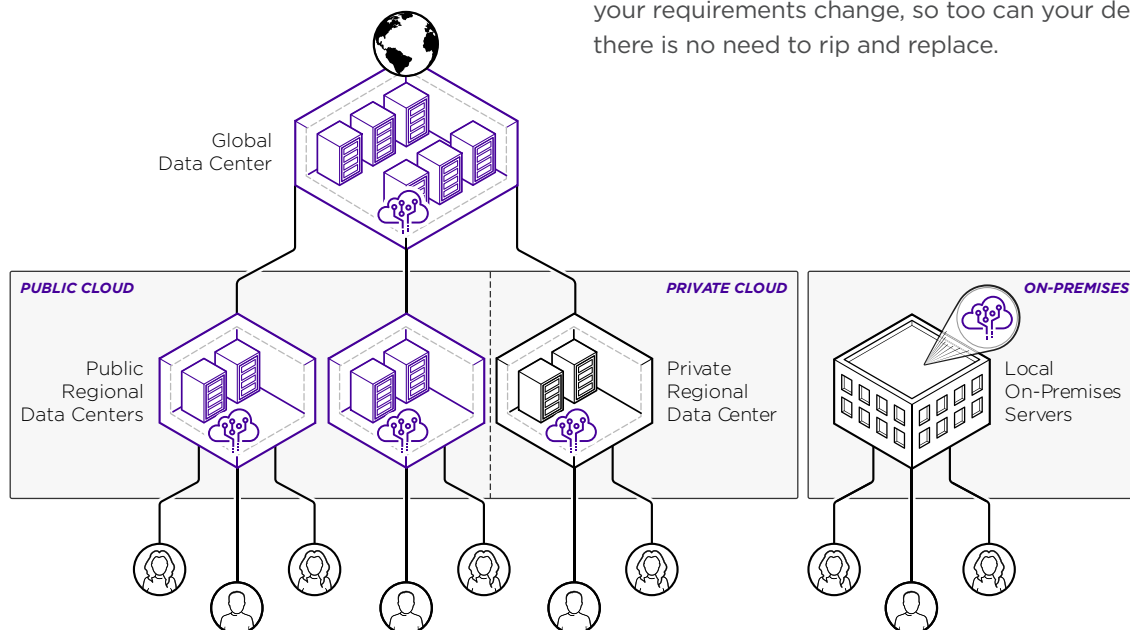 your requirements change, so too can your de
there is no need to rip and replace.
Global
Data Center
PUBLIC CLOUD
PRIVATE CLOUD
ON-PREMISES
Public
Regional
Data Centers
Private
Regional
Data Center
Local
On-Premises
Servers